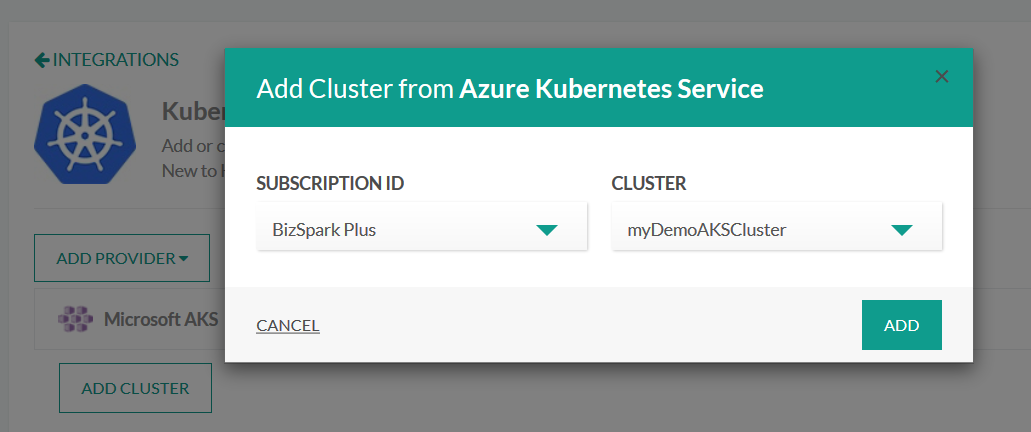 INTEGRATIONS
Add Cluster from Azure Kubernetes Service
Add or
New to
SUBSCRIPTION ID
CLUSTER
BizSpark Plus
myDemoAKSCluster
ADD PROVIDER
Microsoft AKS
CANCEL
ADD
ADD CLUSTER